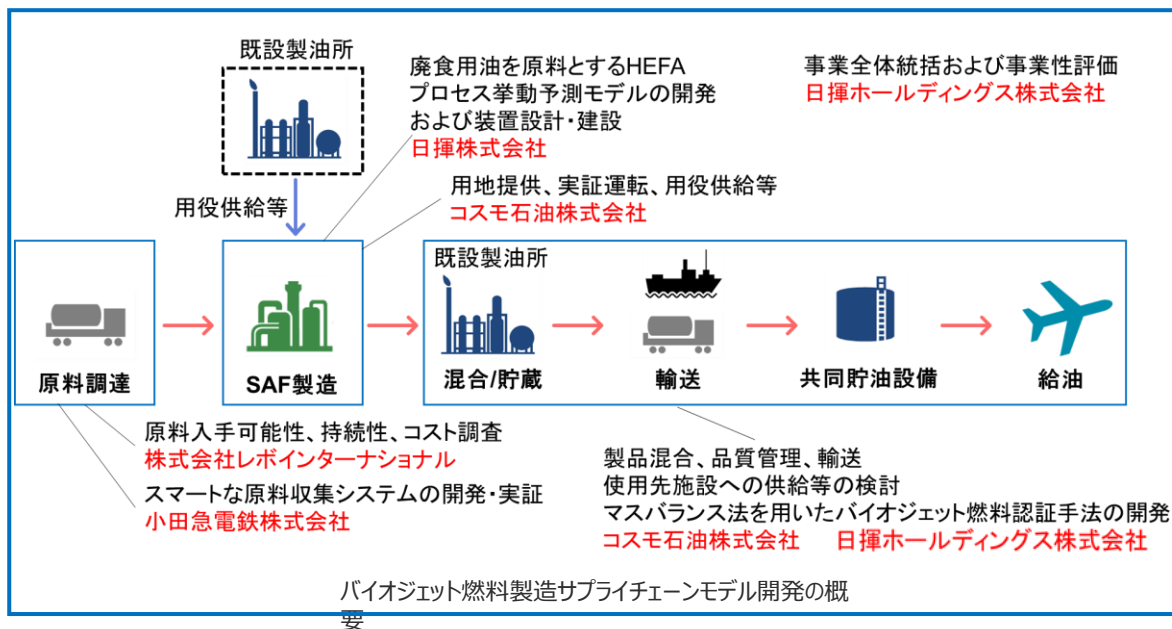 既設製油所
廃食用油を原料とするHEFA
プロセス挙動予測モデルの開発
および装置設計・建設
日揮株式会社
事業全体統括および事業性評価
日揮ホールディングス株式会社
用役供給等
用地提供、実証運転、用役供給等
コスモ石油株式会社
原料調達
SAF製造
既設製油所
混合/貯蔵
輸送
共同貯油設備
給油
原料入手可能性、持続性、コスト調査
株式会社レボインターナショナル
スマートな原料収集システムの開発・実証
小田急電鉄株式会社
製品混合、品質管理、輸送
使用先施設への供給等の検討
マスバランス法を用いたバイオジェット燃料認証手法の開発
コスモ石油株式会社 日揮ホールディングス株式会社
バイオジェット燃料製造サプライチェーンモデル開発の概
要